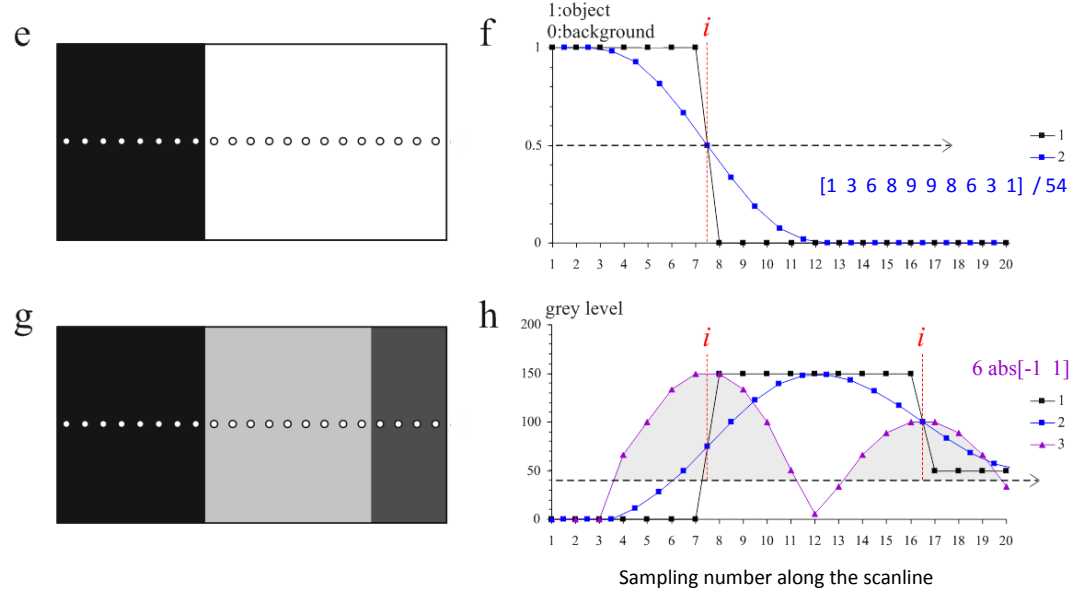 e
f
1:object
0:background
i
1
0.5
0
1
2
[1 3 6 8 9 9 8 6 3 1] / 54
1 2 3 4 5 6 7 8 9 10 11 12 13 14 15 16 17 18 19 20
g
h
grey level
i
i
200
150
100
50
0
6 abs[-1 1]
1
2
3
1 2 3 4 5 6 7 8 9 10 11 12 13 14 15 16 17 18 19 20
Sampling number along the scanline